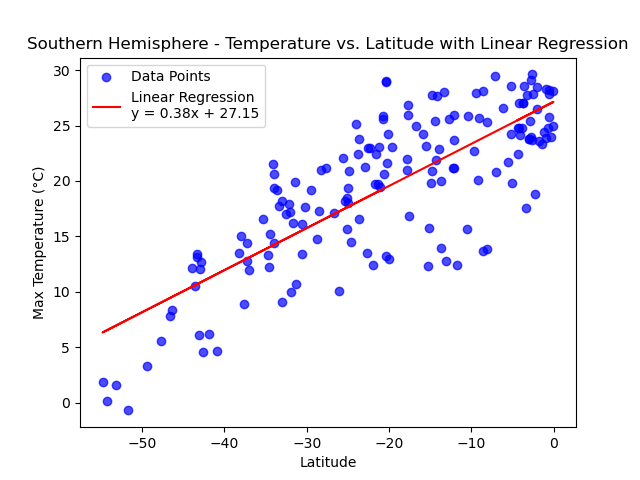 Southern Hemisphere - Temperature vs. Latitude with Linear Regression
Data Points
Linear Regression
y = 0.38x + 27.15
Max Temperature (°C)
30
25
20
15
10
5
0
−50
−40
−30
−20
−10
0
Latitude